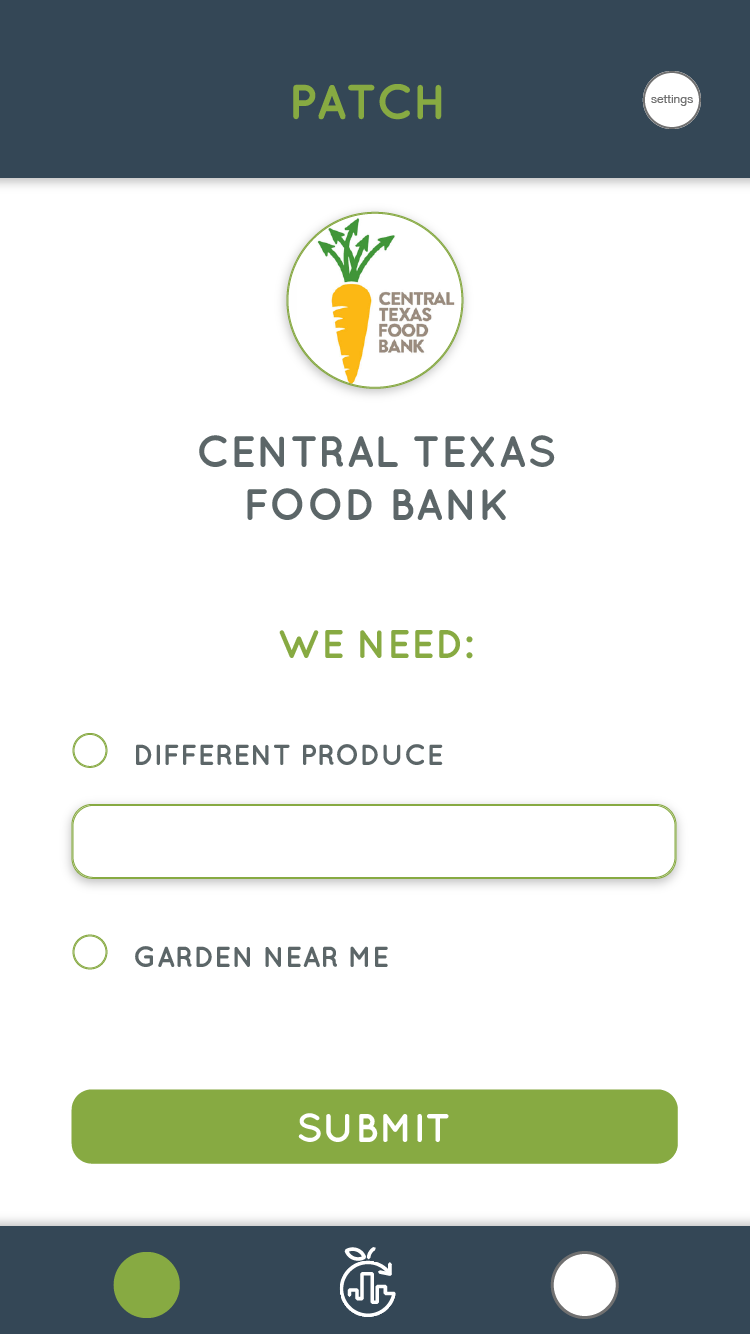 PATCH
settings
CENTRAL
TEXAS
FOOD
BANK
CENTRAL TEXAS
FOOD BANK
WE NEED:
DIFFERENT PRODUCE
GARDEN NEAR ME
SUBMIT